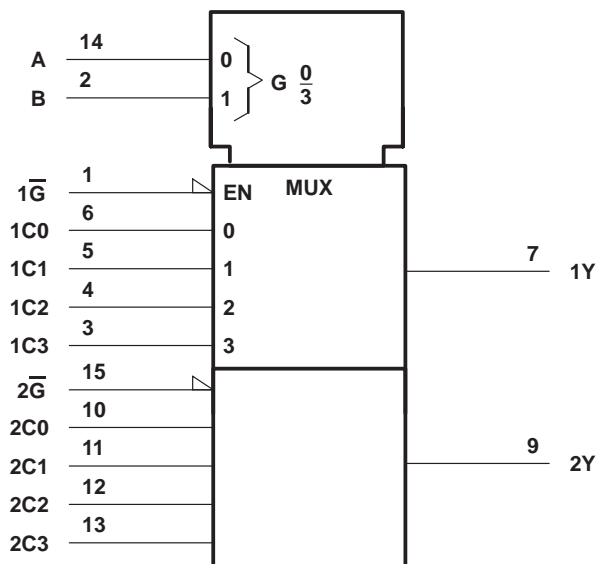 A 14 0 G 0/3
B 2 1
1G̅ 1 EN MUX
1C0 6 0
1C1 5 1 7 1Y
1C2 4 2
1C3 3 3
2G̅ 15
2C0 10
2C1 11 9 2Y
2C2 12
2C3 13